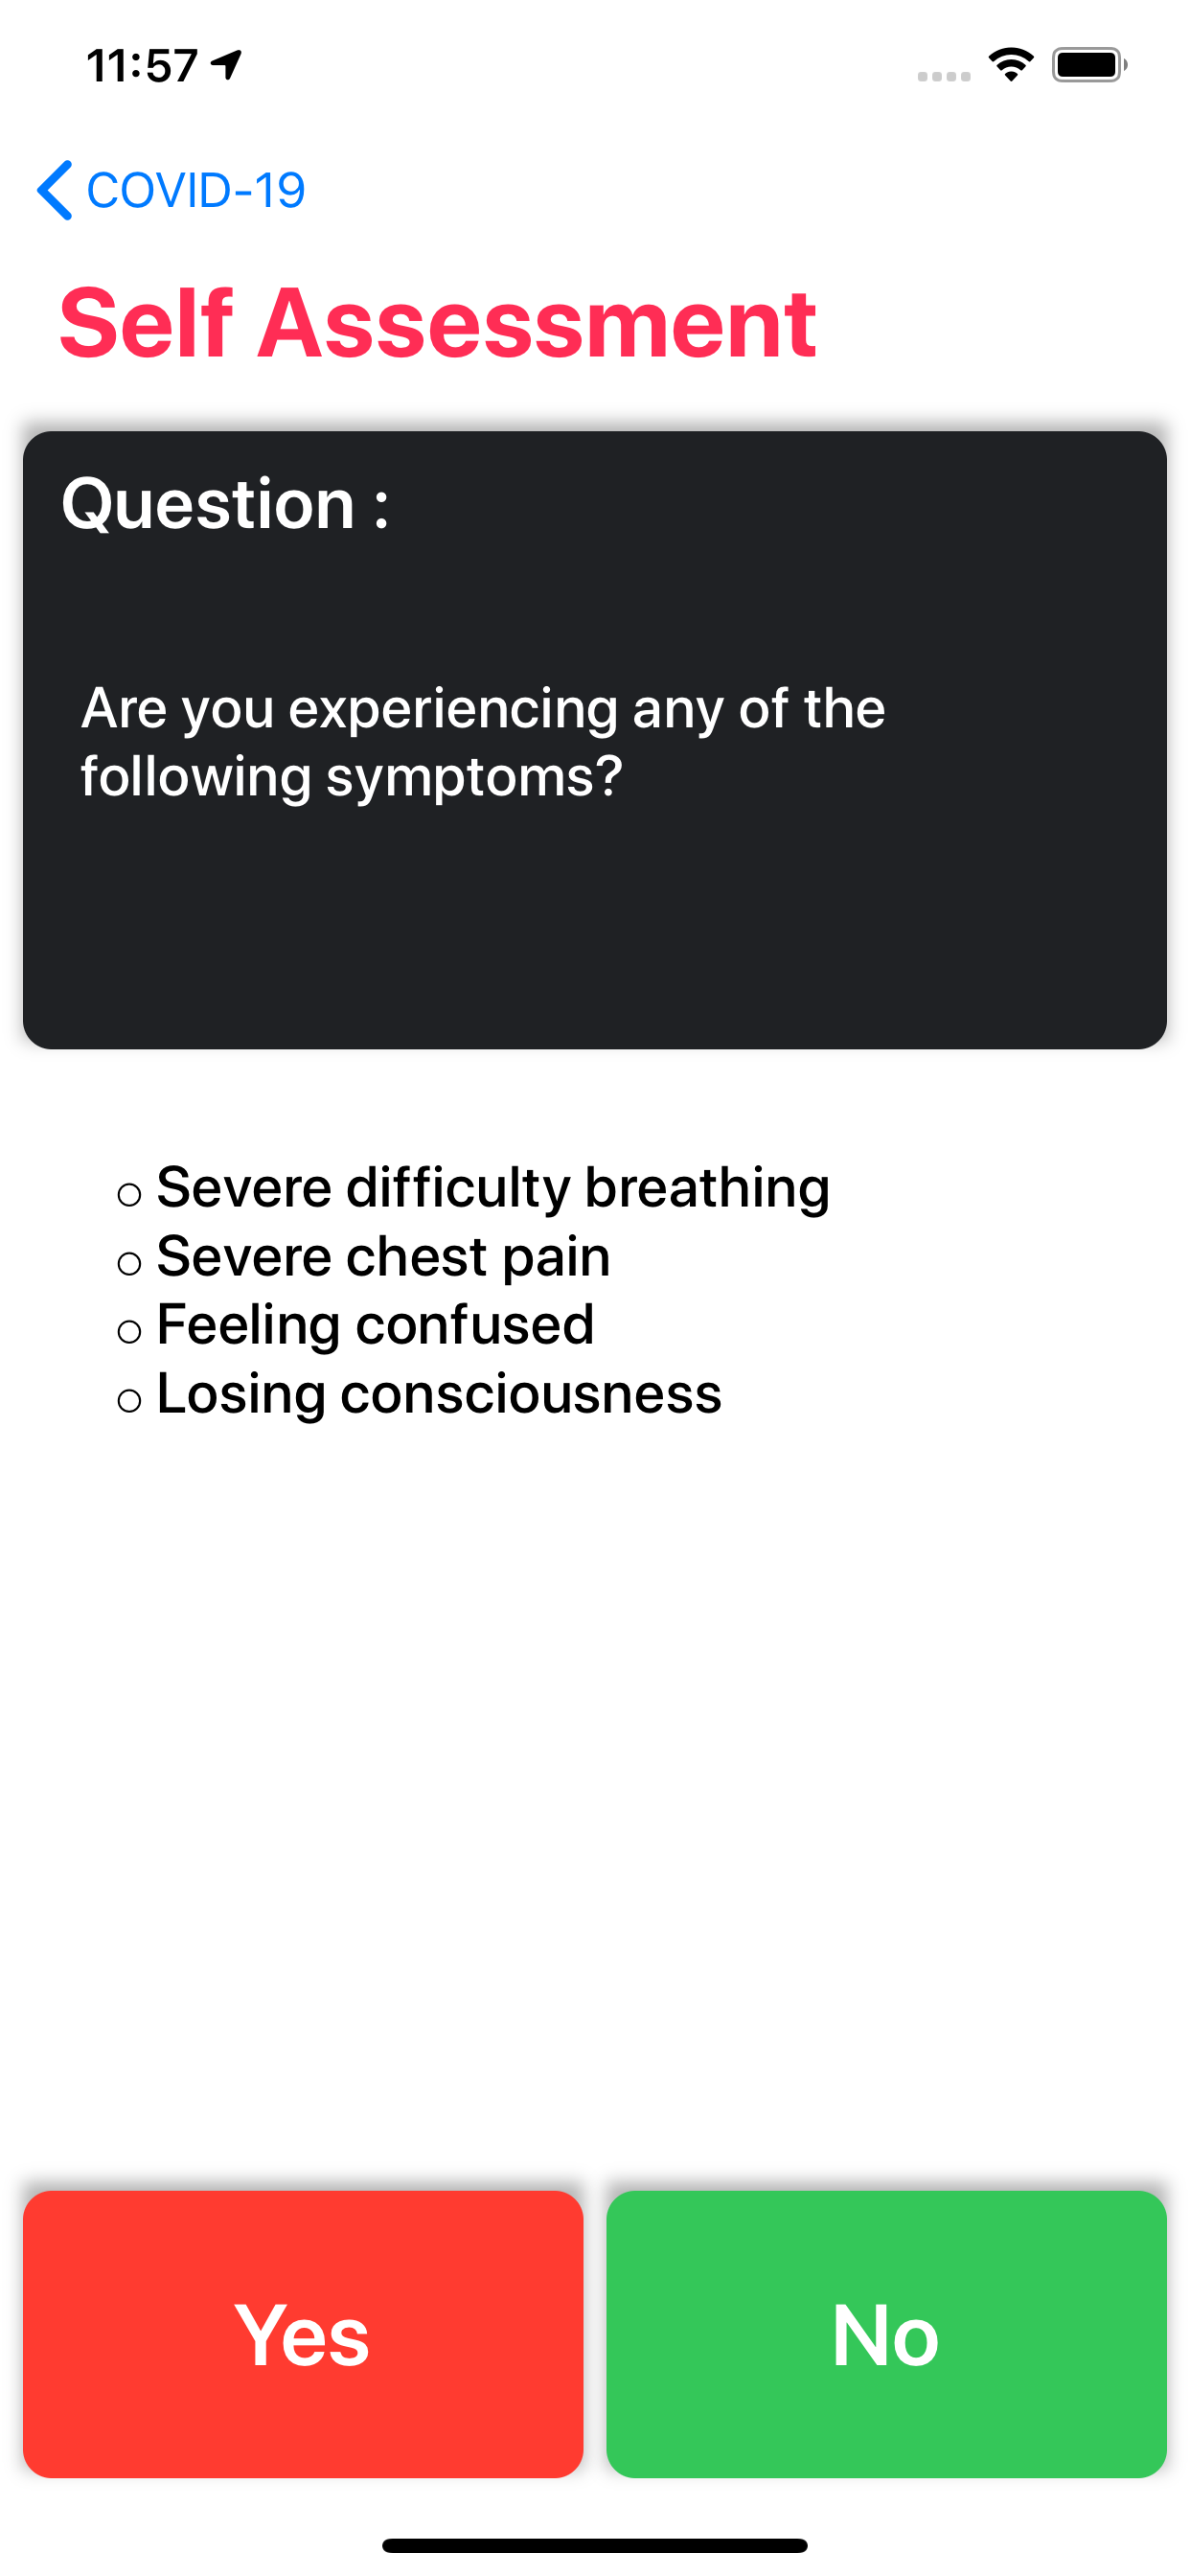 11:57
COVID-19
Self Assessment
Question :
Are you experiencing any of the
following symptoms?
○ Severe difficulty breathing
○ Severe chest pain
○ Feeling confused
○ Losing consciousness
Yes
No